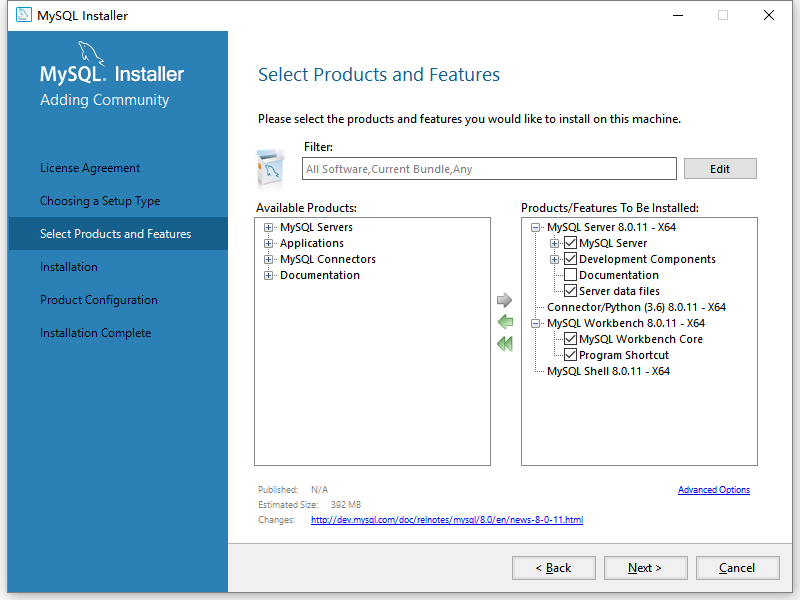 MySQL Installer
MySQL. Installer
Adding Community
License Agreement
Choosing a Setup Type
Select Products and Features
Installation
Product Configuration
Installation Complete
Select Products and Features
Please select the products and features you would like to install on this machine.
Filter:
All Software,Current Bundle,Any
Edit
Available Products:
MySQL Servers
Applications
MySQL Connectors
Documentation
Products/Features To Be Installed:
MySQL Server 8.0.11 - X64
MySQL Server
Development Components
Documentation
Server data files
Connector/Python (3.6) 8.0.11 - X64
MySQL Workbench 8.0.11 - X64
MySQL Workbench Core
Program Shortcut
MySQL Shell 8.0.11 - X64
Published: N/A
Estimated Size: 392 MB
Changes: http://dev.mysql.com/doc/relnotes/mysql/8.0/en/news-8-0-11.html
Advanced Options
< Back
Next >
Cancel